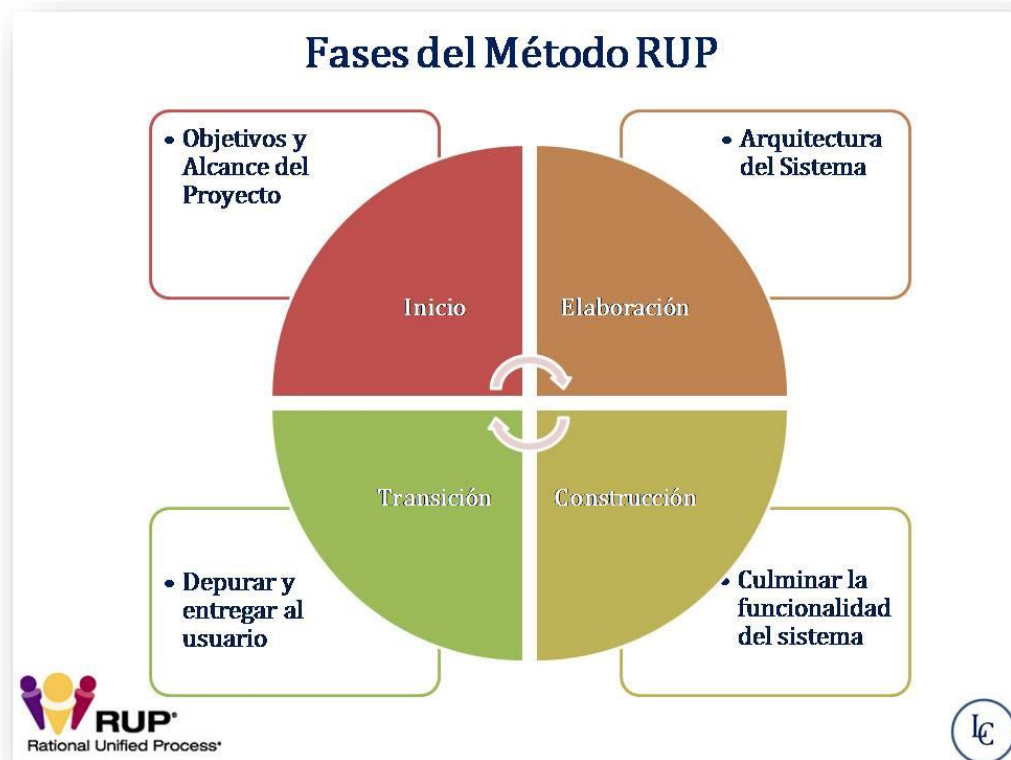 Fases del Método RUP
• Objetivos y
Alcance del
Proyecto
• Arquitectura
del Sistema
Inicio
Elaboración
Transición
Construcción
• Depurar y
entregar al
usuario
• Culminar la
funcionalidad
del sistema
RUP®
Rational Unified Process®
LC